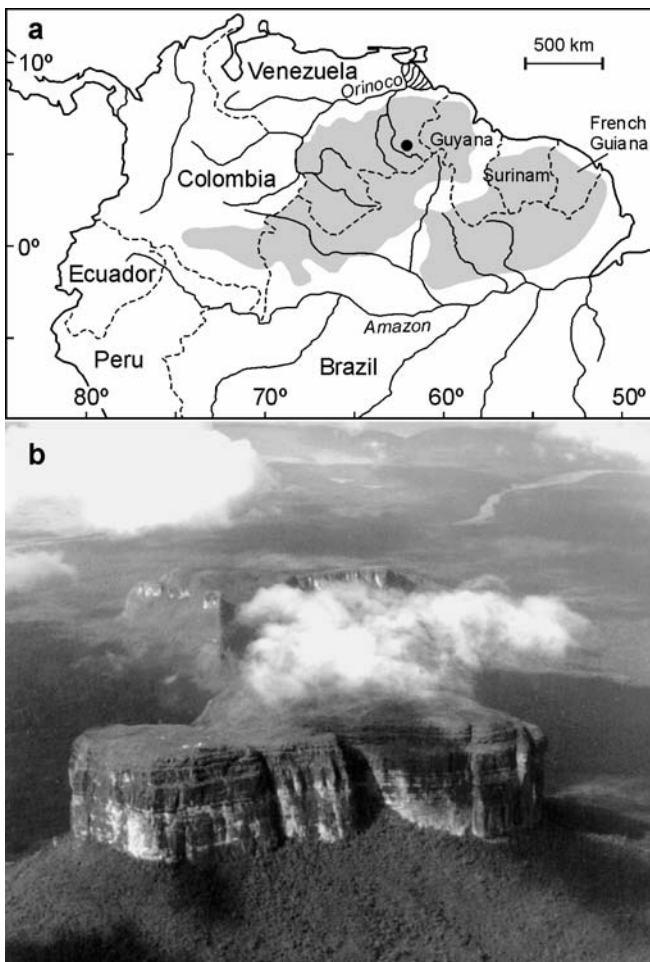 a
10º
500 km
Venezuela
Orinoco
French
Guiana
Guyana
Surinam
Colombia
0º
Ecuador
Amazon
Peru
Brazil
80º
70º
60º
50º
b